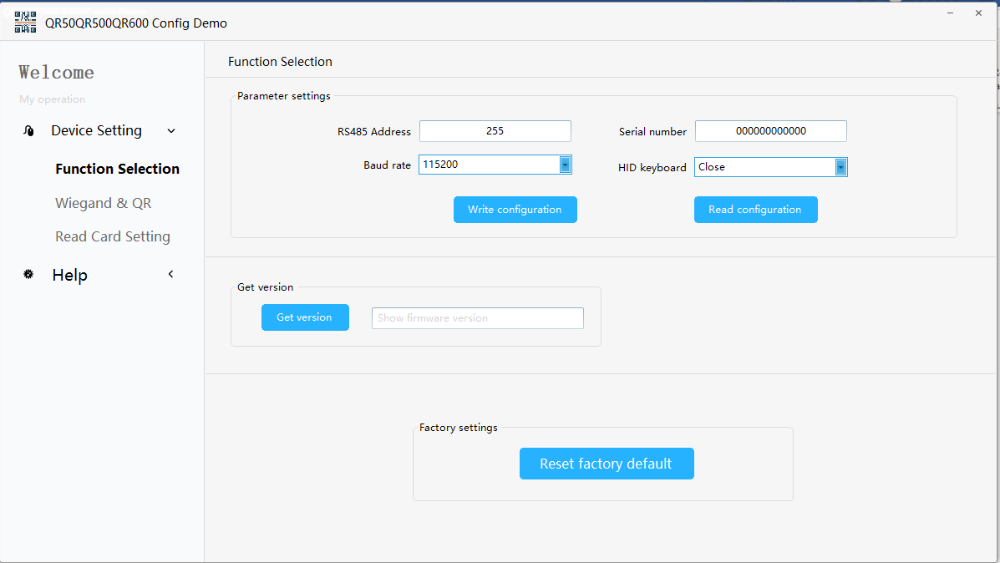 QR50QR500QR600 Config Demo
Welcome
My operation
Device Setting
Function Selection
Wiegand & QR
Read Card Setting
Help
Function Selection
Parameter settings
RS485 Address 255 Serial number 000000000000
Baud rate 115200 HID keyboard Close
Write configuration Read configuration
Get version
Get version Show firmware version
Factory settings
Reset factory default